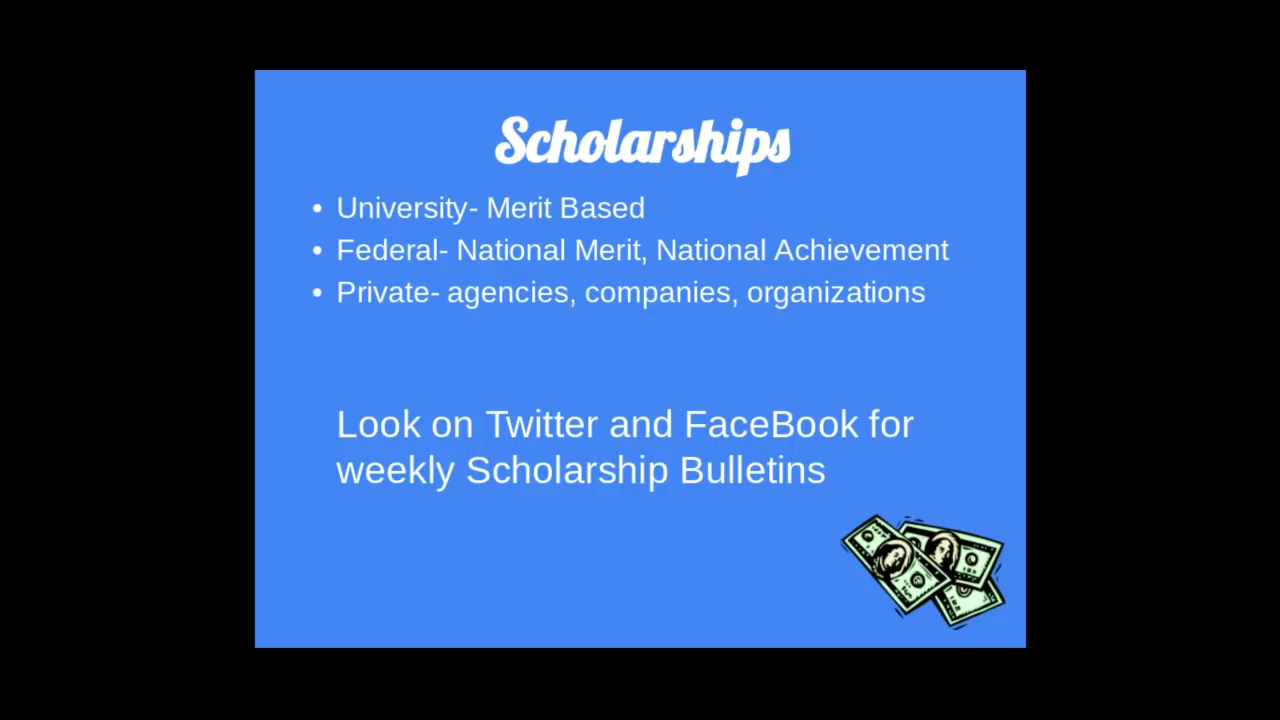 Scholarships
• University- Merit Based
• Federal- National Merit, National Achievement
• Private- agencies, companies, organizations
Look on Twitter and FaceBook for
weekly Scholarship Bulletins